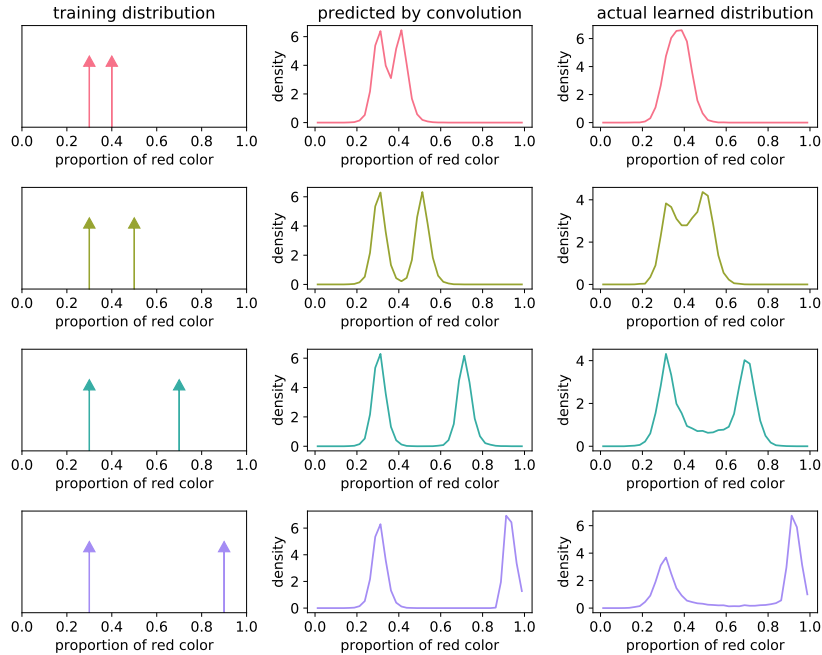 training distribution
predicted by convolution
actual learned distribution
0.0 0.2 0.4 0.6 0.8 1.0
proportion of red color
density
6
4
2
0
0.0 0.2 0.4 0.6 0.8 1.0
proportion of red color
density
6
4
2
0
0.0 0.2 0.4 0.6 0.8 1.0
proportion of red color
0.0 0.2 0.4 0.6 0.8 1.0
proportion of red color
density
6
4
2
0
0.0 0.2 0.4 0.6 0.8 1.0
proportion of red color
density
4
2
0
0.0 0.2 0.4 0.6 0.8 1.0
proportion of red color
0.0 0.2 0.4 0.6 0.8 1.0
proportion of red color
density
6
4
2
0
0.0 0.2 0.4 0.6 0.8 1.0
proportion of red color
density
4
2
0
0.0 0.2 0.4 0.6 0.8 1.0
proportion of red color
0.0 0.2 0.4 0.6 0.8 1.0
proportion of red color
density
6
4
2
0
0.0 0.2 0.4 0.6 0.8 1.0
proportion of red color
density
6
4
2
0
0.0 0.2 0.4 0.6 0.8 1.0
proportion of red color